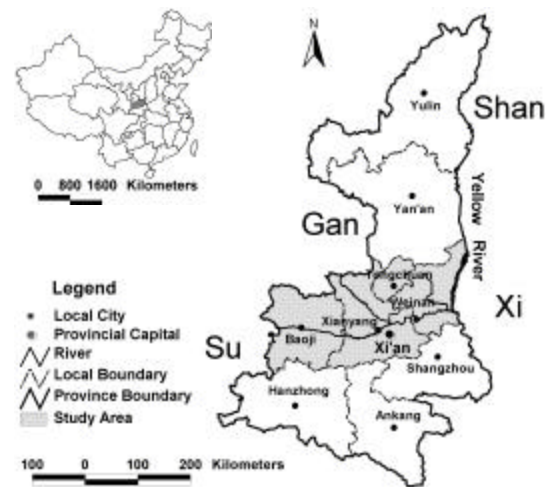 N
Yulin
Shan
0 800 1600 Kilometers
Yan'an
Gan
Yellow River
Tongchuan
Legend
Local City
Provincial Capital
River
Local Boundary
Province Boundary
Study Area
Weinan
Xianyang
Xi
Baoji
Xi'an
Su
Shangzhou
Hanzhong
Ankang
100 0 100 200 Kilometers